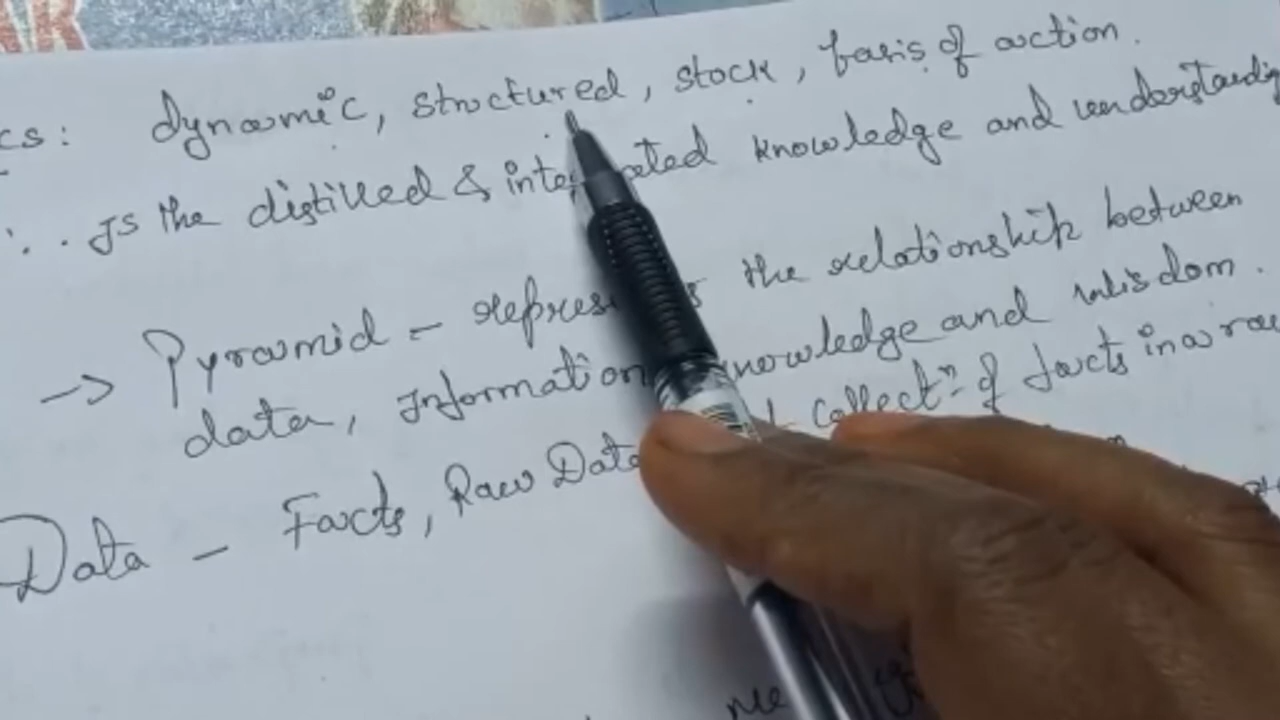 cs: dynamic, structured, stock, basis of action.
Is the distilled & integrated knowledge and understanding
-> Pyramid - represents the relationship between
data, Information, knowledge and wisdom.
Data - Facts, Raw Data collectⁿ of facts in a raw